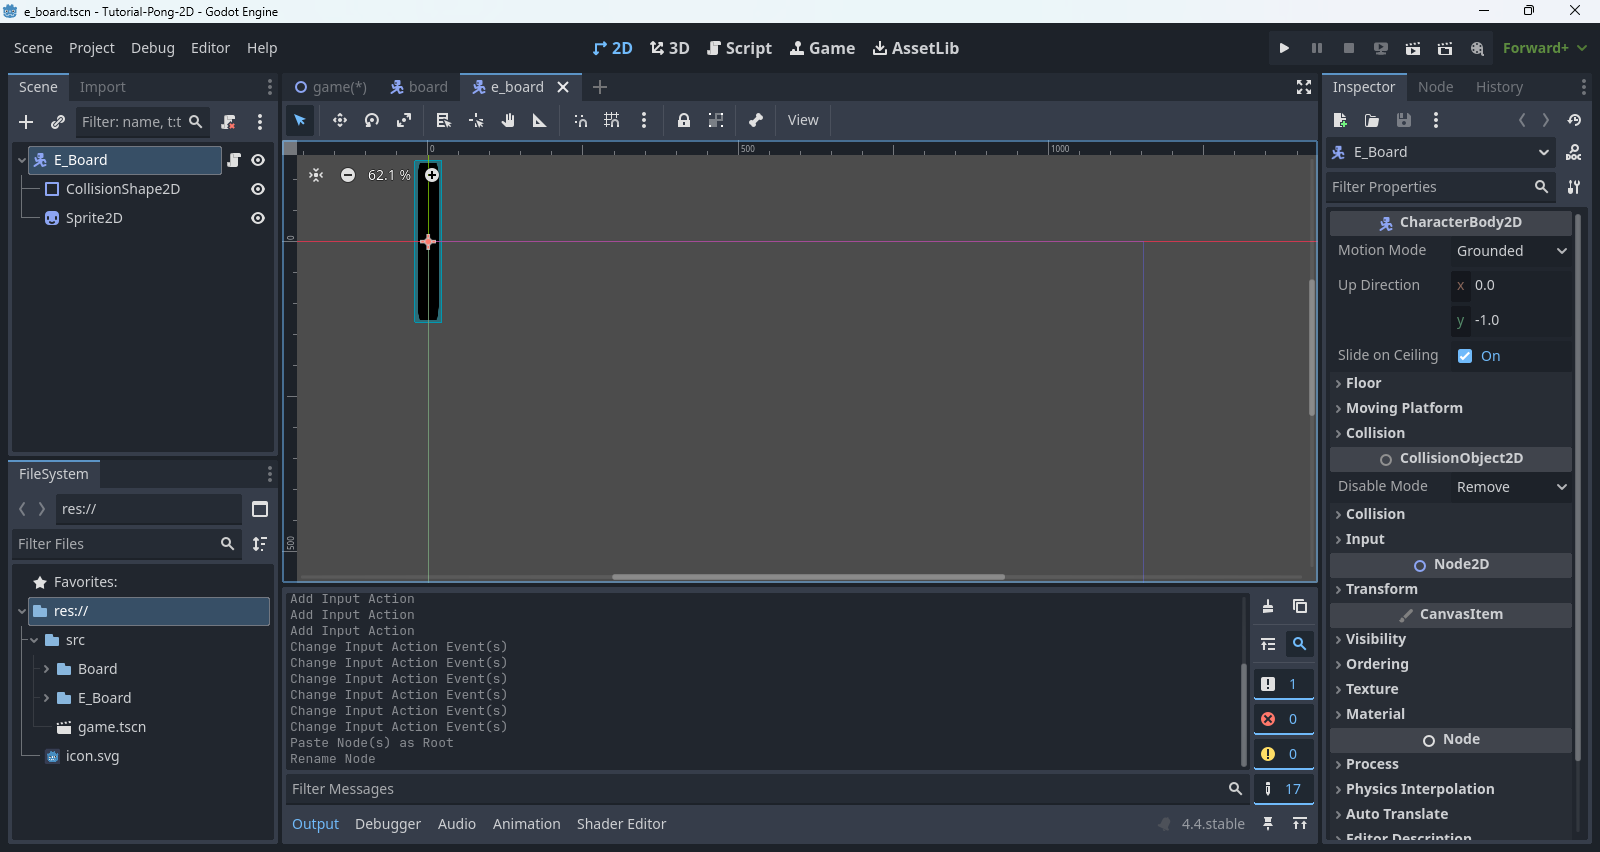 e_board.tscn - Tutorial-Pong-2D - Godot Engine
Scene Project Debug Editor Help
2D 3D Script Game AssetLib
Forward+
Scene Import
Filter: name, t:t
E_Board
CollisionShape2D
Sprite2D
FileSystem
res://
Filter Files
Favorites:
res://
src
Board
E_Board
game.tscn
icon.svg
game(*) board e_board
View
0 500 1000
62.1 %
0
500
Add Input Action
Add Input Action
Add Input Action
Change Input Action Event(s)
Change Input Action Event(s)
Change Input Action Event(s)
Change Input Action Event(s)
Change Input Action Event(s)
Change Input Action Event(s)
Paste Node(s) as Root
Rename Node
1
0
0
17
Filter Messages
Output Debugger Audio Animation Shader Editor
4.4.stable
Inspector Node History
E_Board
Filter Properties
CharacterBody2D
Motion Mode Grounded
Up Direction x 0.0
y -1.0
Slide on Ceiling On
Floor
Moving Platform
Collision
CollisionObject2D
Disable Mode Remove
Collision
Input
Node2D
Transform
CanvasItem
Visibility
Ordering
Texture
Material
Node
Process
Physics Interpolation
Auto Translate
Editor Description